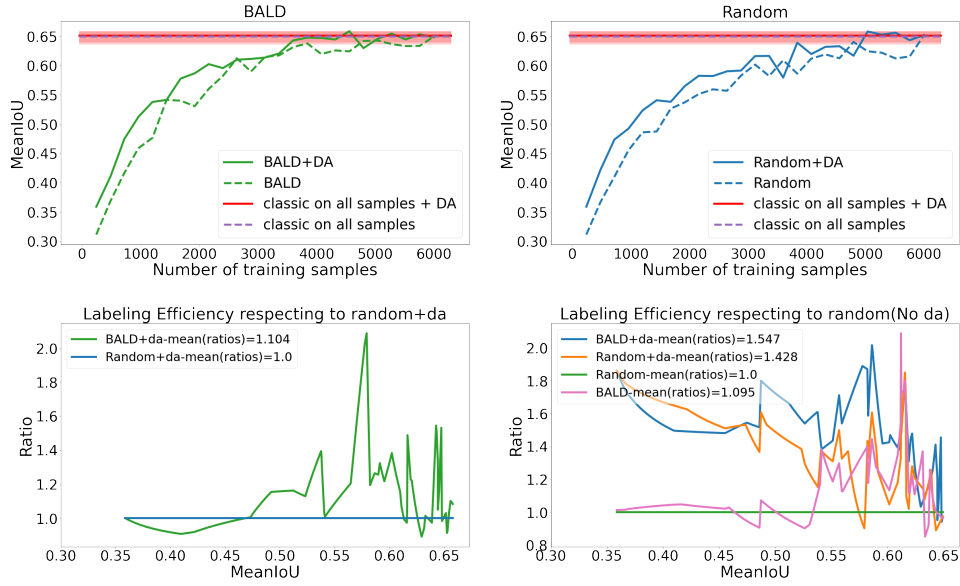 BALD
MeanIoU
0.65
0.60
0.55
0.50
0.45
0.40
0.35
0.30
BALD+DA
BALD
classic on all samples + DA
classic on all samples
0 1000 2000 3000 4000 5000 6000
Number of training samples
Random
MeanIoU
0.65
0.60
0.55
0.50
0.45
0.40
0.35
0.30
Random+DA
Random
classic on all samples + DA
classic on all samples
0 1000 2000 3000 4000 5000 6000
Number of training samples
Labeling Efficiency respecting to random+da
Ratio
2.0
1.8
1.6
1.4
1.2
1.0
BALD+da-mean(ratios)=1.104
Random+da-mean(ratios)=1.0
0.30 0.35 0.40 0.45 0.50 0.55 0.60 0.65
MeanIoU
Labeling Efficiency respecting to random(No da)
Ratio
2.0
1.8
1.6
1.4
1.2
1.0
0.8
BALD+da-mean(ratios)=1.547
Random+da-mean(ratios)=1.428
Random-mean(ratios)=1.0
BALD-mean(ratios)=1.095
0.30 0.35 0.40 0.45 0.50 0.55 0.60 0.65
MeanIoU